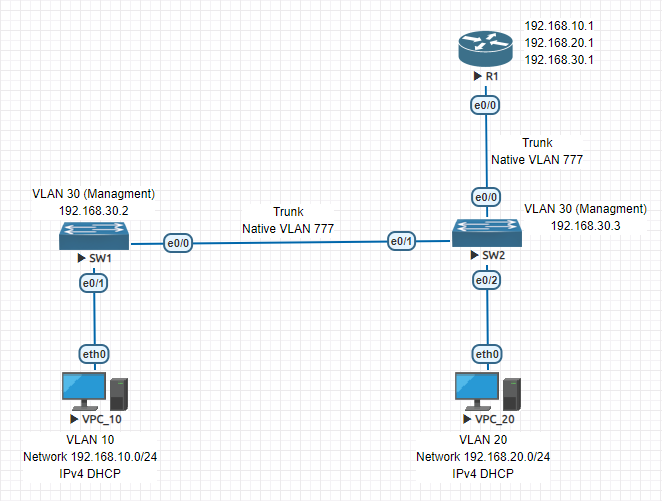 192.168.10.1
192.168.20.1
192.168.30.1
R1
e0/0
Trunk
Native VLAN 777
e0/0
VLAN 30 (Managment)
192.168.30.2
Trunk
Native VLAN 777
VLAN 30 (Managment)
192.168.30.3
e0/0
e0/1
SW1
SW2
e0/1
e0/2
eth0
eth0
VPC_10
VPC_20
VLAN 10
Network 192.168.10.0/24
IPv4 DHCP
VLAN 20
Network 192.168.20.0/24
IPv4 DHCP